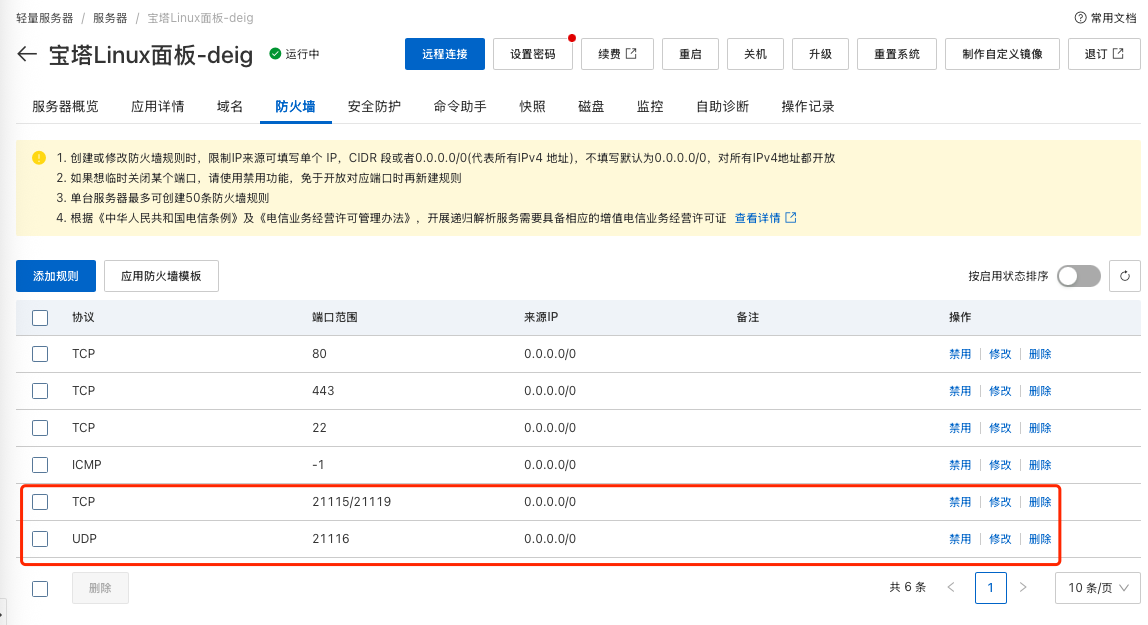 轻量服务器 / 服务器 / 宝塔Linux面板-deig 常用文档
宝塔Linux面板-deig 运行中 远程连接 设置密码 续费 重启 关机 升级 重置系统 制作自定义镜像 退订
服务器概览 应用详情 域名 防火墙 安全防护 命令助手 快照 磁盘 监控 自助诊断 操作记录
1. 创建或修改防火墙规则时，限制IP来源可填写单个 IP，CIDR 段或者0.0.0.0/0(代表所有IPv4 地址)，不填写默认为0.0.0.0/0，对所有IPv4地址都开放
2. 如果想临时关闭某个端口，请使用禁用功能，免于开放对应端口时再新建规则
3. 单台服务器最多可创建50条防火墙规则
4. 根据《中华人民共和国电信条例》及《电信业务经营许可管理办法》，开展递归解析服务需要具备相应的增值电信业务经营许可证 查看详情
添加规则 应用防火墙模板 按启用状态排序
协议 端口范围 来源IP 备注 操作
TCP 80 0.0.0.0/0 禁用 修改 删除
TCP 443 0.0.0.0/0 禁用 修改 删除
TCP 22 0.0.0.0/0 禁用 修改 删除
ICMP -1 0.0.0.0/0 禁用 修改 删除
TCP 21115/21119 0.0.0.0/0 禁用 修改 删除
UDP 21116 0.0.0.0/0 禁用 修改 删除
删除 共 6 条 1 10 条/页